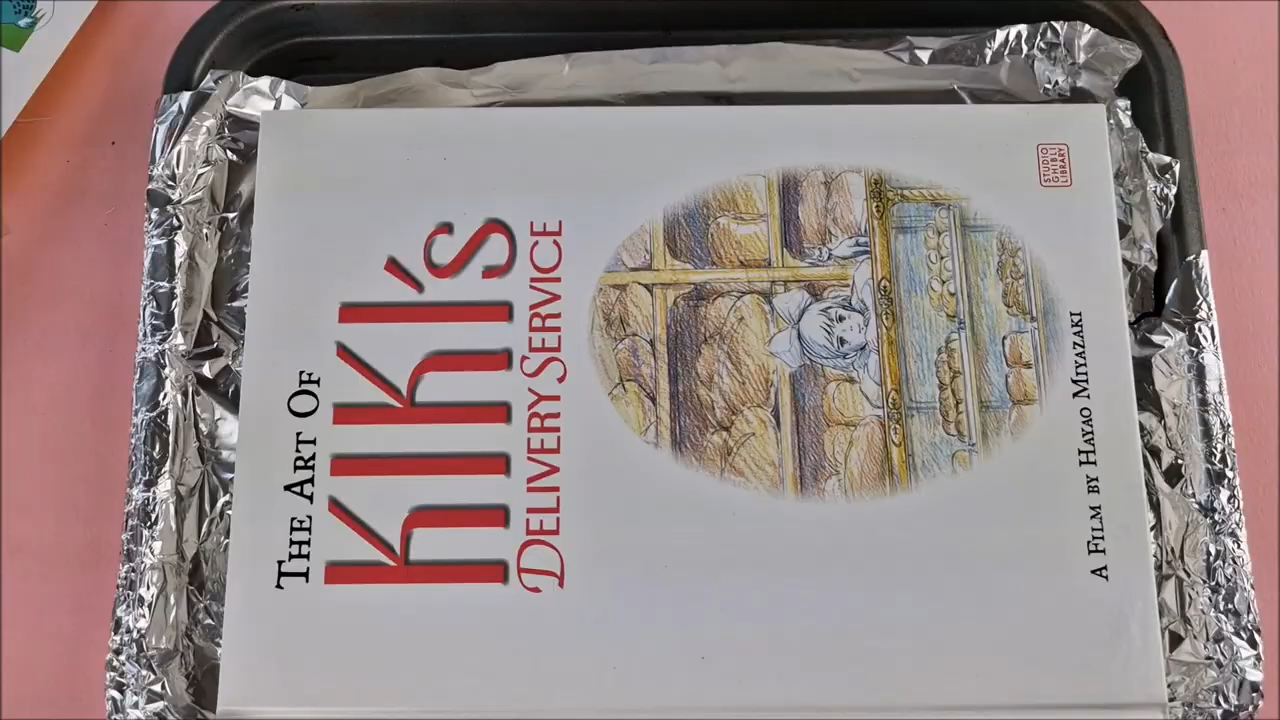 THE ART OF
KIKI's
DELIVERY SERVICE
STUDIO
GHIBLI
LIBRARY
A FILM BY HAYAO MIYAZAKI